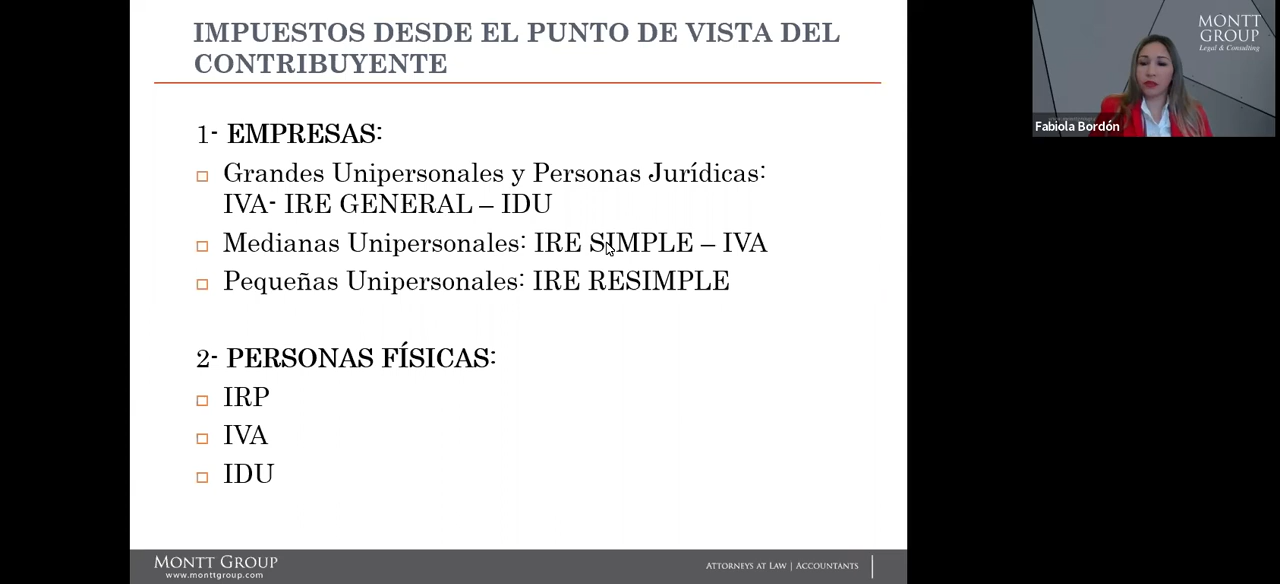 IMPUESTOS DESDE EL PUNTO DE VISTA DEL
CONTRIBUYENTE
1- EMPRESAS:
Grandes Unipersonales y Personas Jurídicas:
IVA- IRE GENERAL – IDU
Medianas Unipersonales: IRE SIMPLE – IVA
Pequeñas Unipersonales: IRE RESIMPLE
2- PERSONAS FÍSICAS:
IRP
IVA
IDU
MONTT GROUP
www.monttgroup.com
ATTORNEYS AT LAW | ACCOUNTANTS
MONTT
GROUP
Legal & Consulting
Fabiola Bordón